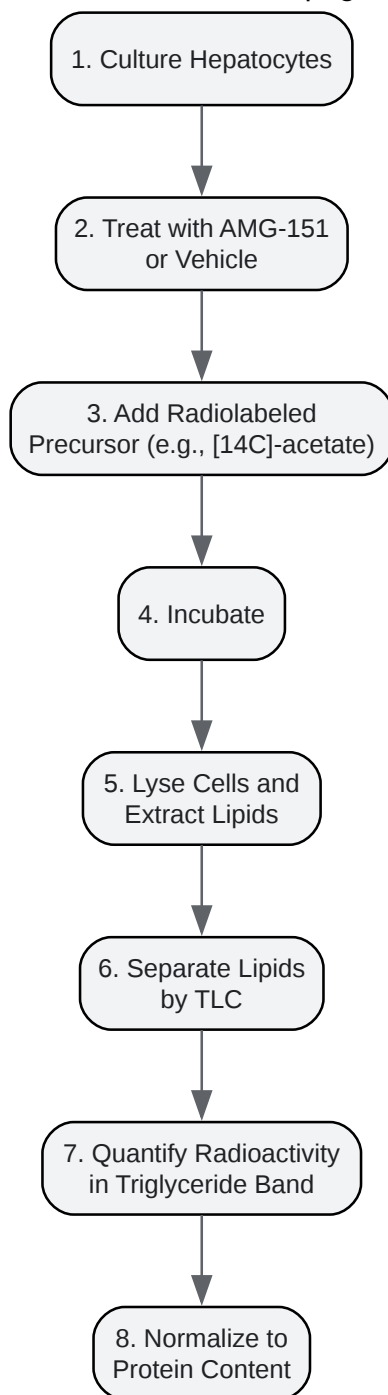 1. Culture Hepatocytes
2. Treat with AMG-151
or Vehicle
3. Add Radiolabeled
Precursor (e.g., [14C]-acetate)
4. Incubate
5. Lyse Cells and
Extract Lipids
6. Separate Lipids
by TLC
7. Quantify Radioactivity
in Triglyceride Band
8. Normalize to
Protein Content